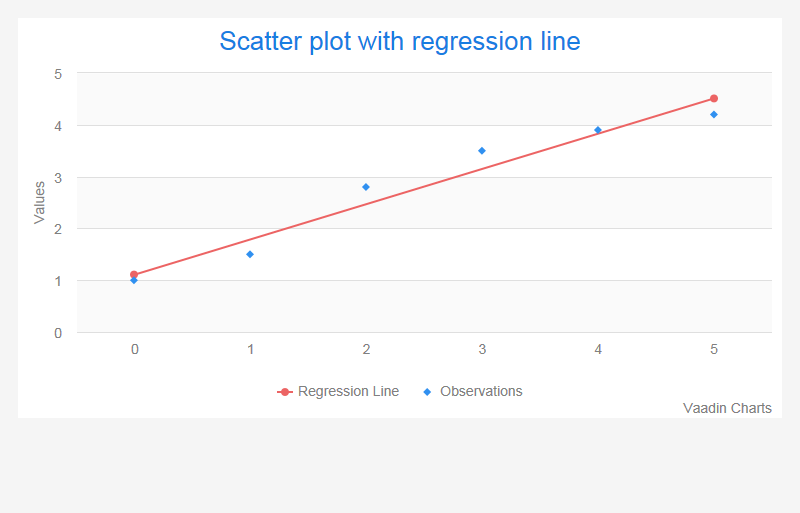 Scatter plot with regression line
Values
5
4
3
2
1
0
0 1 2 3 4 5
Regression Line Observations
Vaadin Charts